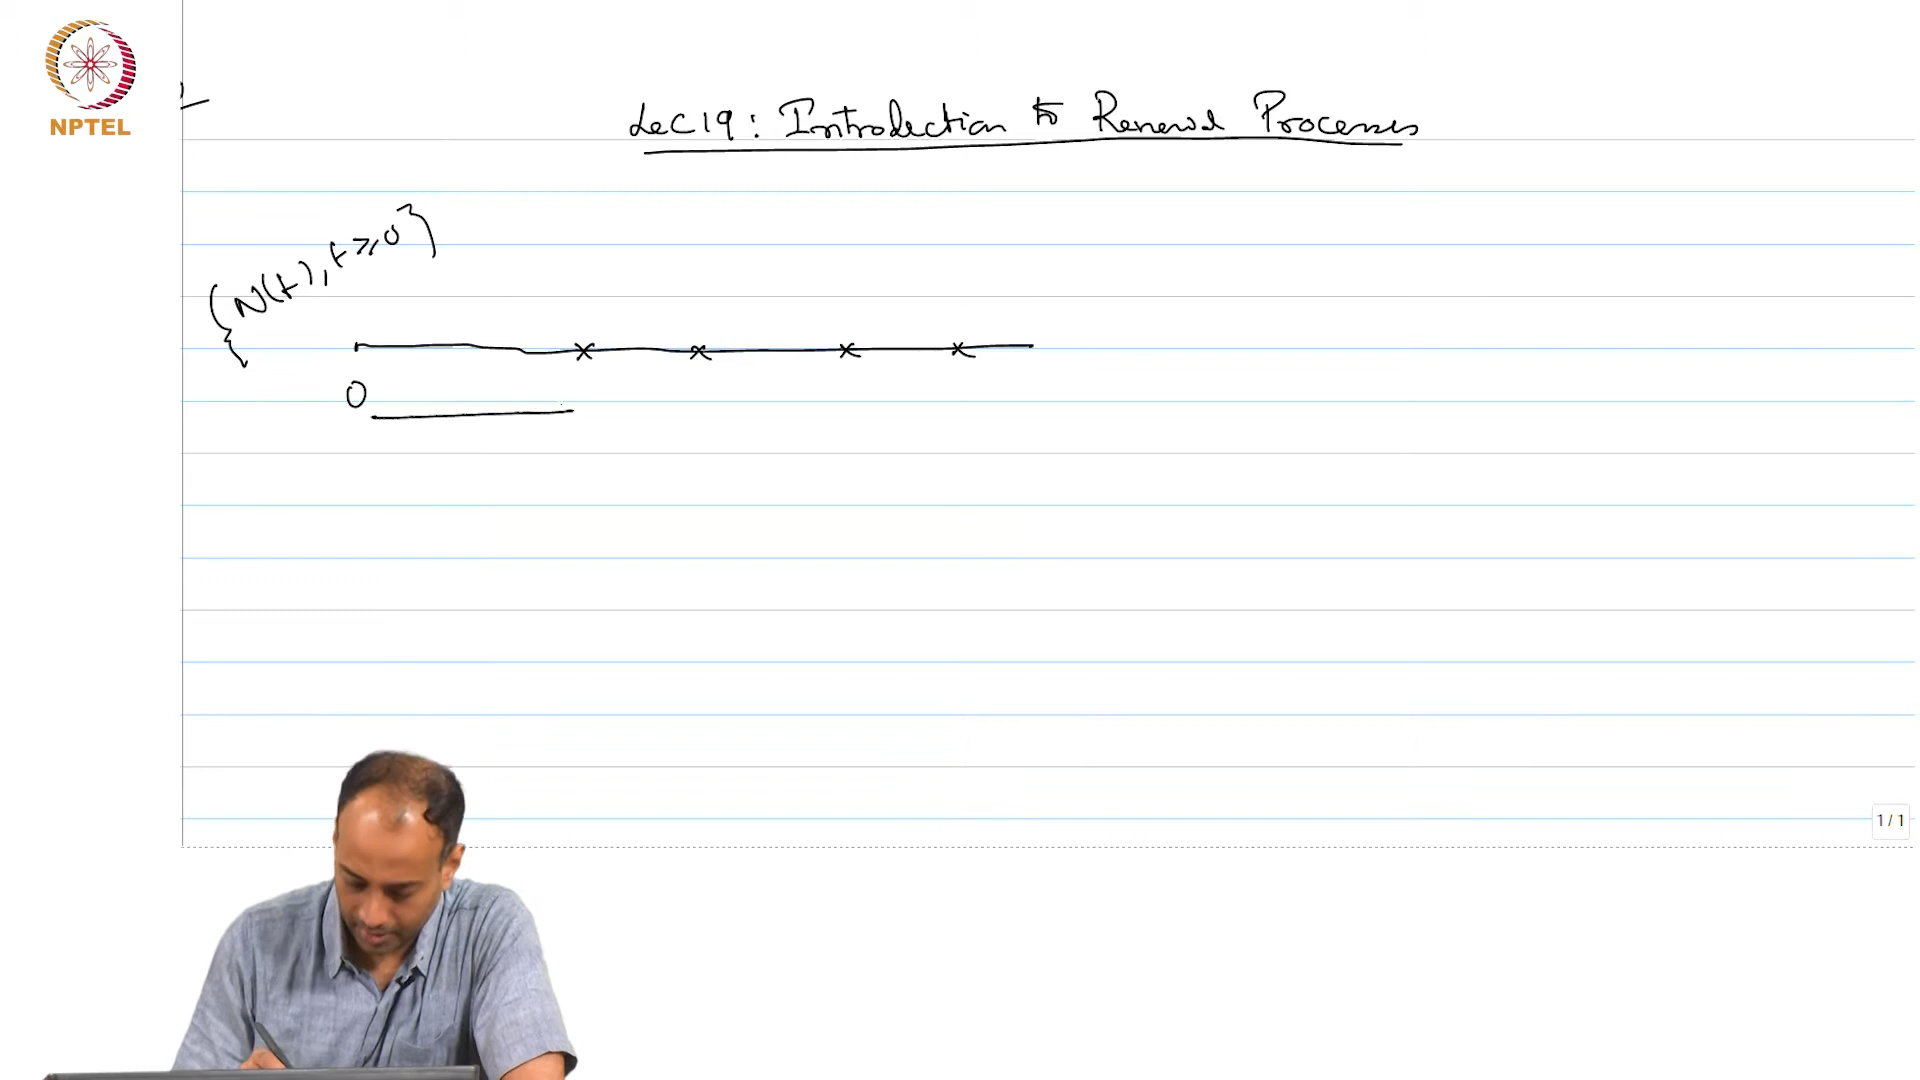 NPTEL
Lec19: Introduction to Renewal Processes
{N(t), t ≥ 0}
0
1 / 1